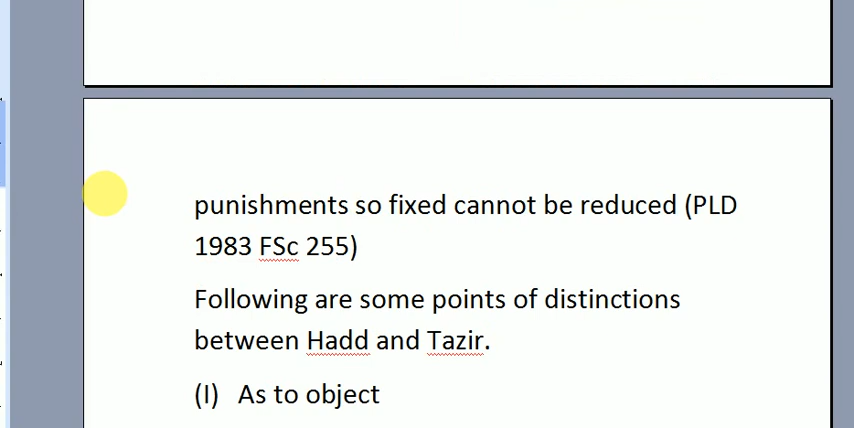 punishments so fixed cannot be reduced (PLD
1983 FSc 255)
Following are some points of distinctions
between Hadd and Tazir.
(I) As to object